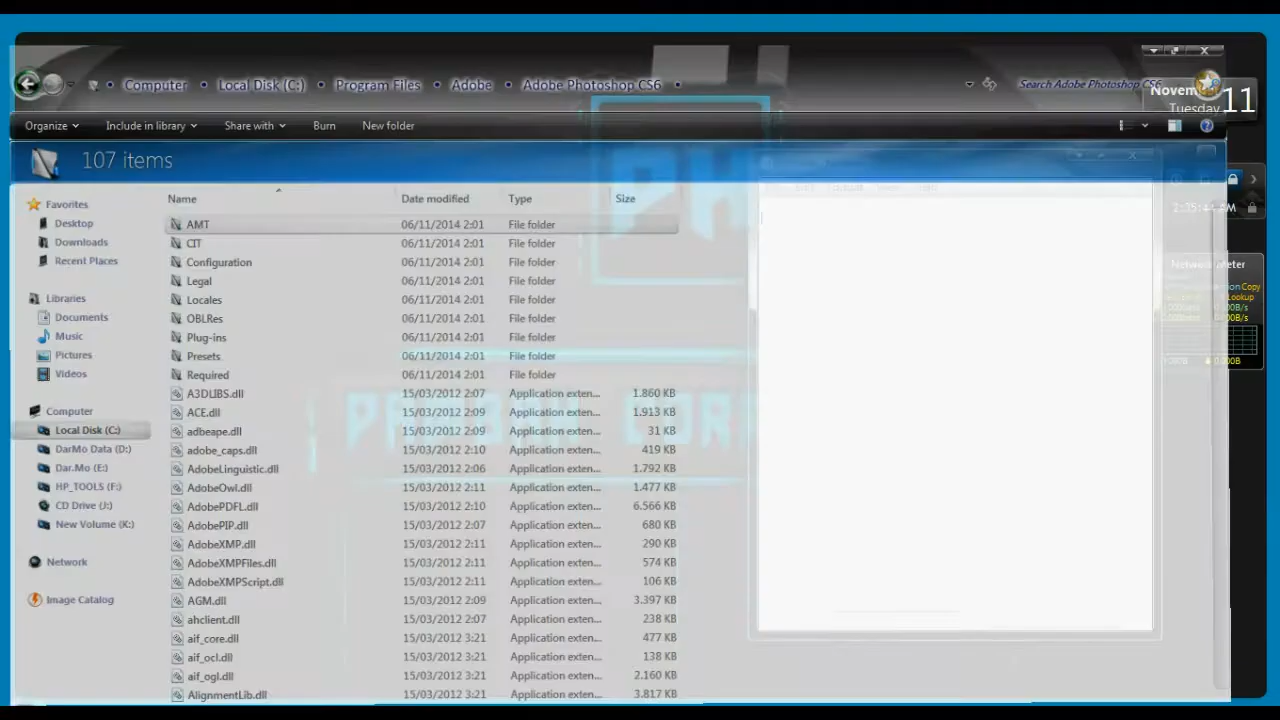 Computer • Local Disk (C:) • Program Files • Adobe • Adobe Photoshop CS6 •
Search Adobe Photoshop CS6
11
Tuesday
Organize Include in library Share with Burn New folder
107 items
Name Date modified Type Size
Favorites
Desktop
Downloads
Recent Places
Libraries
Documents
Music
Pictures
Videos
Computer
Local Disk (C:)
DarMo Data (D:)
Dar.Mo (E:)
HP_TOOLS (F:)
CD Drive (J:)
New Volume (K:)
Network
Image Catalog
AMT 06/11/2014 2:01 File folder
CIT 06/11/2014 2:01 File folder
Configuration 06/11/2014 2:01 File folder
Legal 06/11/2014 2:01 File folder
Locales 06/11/2014 2:01 File folder
OBLRes 06/11/2014 2:01 File folder
Plug-ins 06/11/2014 2:01 File folder
Presets 06/11/2014 2:01 File folder
Required 06/11/2014 2:01 File folder
A3DLIBS.dll 15/03/2012 2:07 Application exten... 1.860 KB
ACE.dll 15/03/2012 2:09 Application exten... 1.913 KB
adbeape.dll 15/03/2012 2:09 Application exten... 31 KB
adobe_caps.dll 15/03/2012 2:10 Application exten... 419 KB
AdobeLinguistic.dll 15/03/2012 2:06 Application exten... 1.792 KB
AdobeOwl.dll 15/03/2012 2:11 Application exten... 1.477 KB
AdobePDFL.dll 15/03/2012 2:10 Application exten... 6.566 KB
AdobePIP.dll 15/03/2012 2:07 Application exten... 680 KB
AdobeXMP.dll 15/03/2012 2:11 Application exten... 290 KB
AdobeXMPFiles.dll 15/03/2012 2:11 Application exten... 574 KB
AdobeXMPScript.dll 15/03/2012 2:11 Application exten... 106 KB
AGM.dll 15/03/2012 2:09 Application exten... 3.397 KB
ahclient.dll 15/03/2012 2:07 Application exten... 238 KB
aif_core.dll 15/03/2012 3:21 Application exten... 477 KB
aif_ocl.dll 15/03/2012 3:21 Application exten... 138 KB
aif_ogl.dll 15/03/2012 3:21 Application exten... 2.160 KB
AlignmentLib.dll 15/03/2012 3:21 Application exten... 3.817 KB
2:35:44 AM
Copy